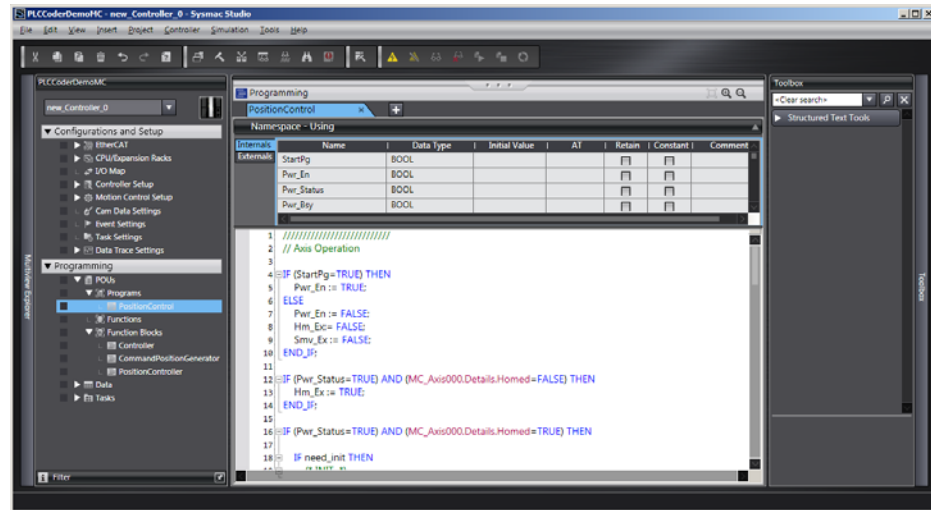 PLCCoderDemoMC - new_Controller_0 - Sysmac Studio
File Edit View Insert Project Controller Simulation Tools Help
PLCCoderDemoMC
new_Controller_0
Configurations and Setup
EtherCAT
CPU/Expansion Racks
I/O Map
Controller Setup
Motion Control Setup
Cam Data Settings
Event Settings
Task Settings
Data Trace Settings
Programming
POUs
Programs
PositionControl
Functions
Function Blocks
Controller
CommandPositionGenerator
PositionController
Data
Tasks
Filter
Multiview Explorer
Programming
PositionControl x +
Namespace - Using
Internals
Externals
Name Data Type Initial Value AT Retain Constant Comment
StartPg BOOL
Pwr_En BOOL
Pwr_Status BOOL
Pwr_Bsy BOOL
1 ///////////////////////////
2 // Axis Operation
3
4 IF (StartPg=TRUE) THEN
5 Pwr_En := TRUE;
6 ELSE
7 Pwr_En := FALSE;
8 Hm_Ex:= FALSE;
9 Smv_Ex := FALSE;
10 END_IF;
11
12 IF (Pwr_Status=TRUE) AND (MC_Axis000.Details.Homed=FALSE) THEN
13 Hm_Ex := TRUE;
14 END_IF;
15
16 IF (Pwr_Status=TRUE) AND (MC_Axis000.Details.Homed=TRUE) THEN
17
18 IF need_init THEN
Toolbox
<Clear search>
Structured Text Tools
Toolbox